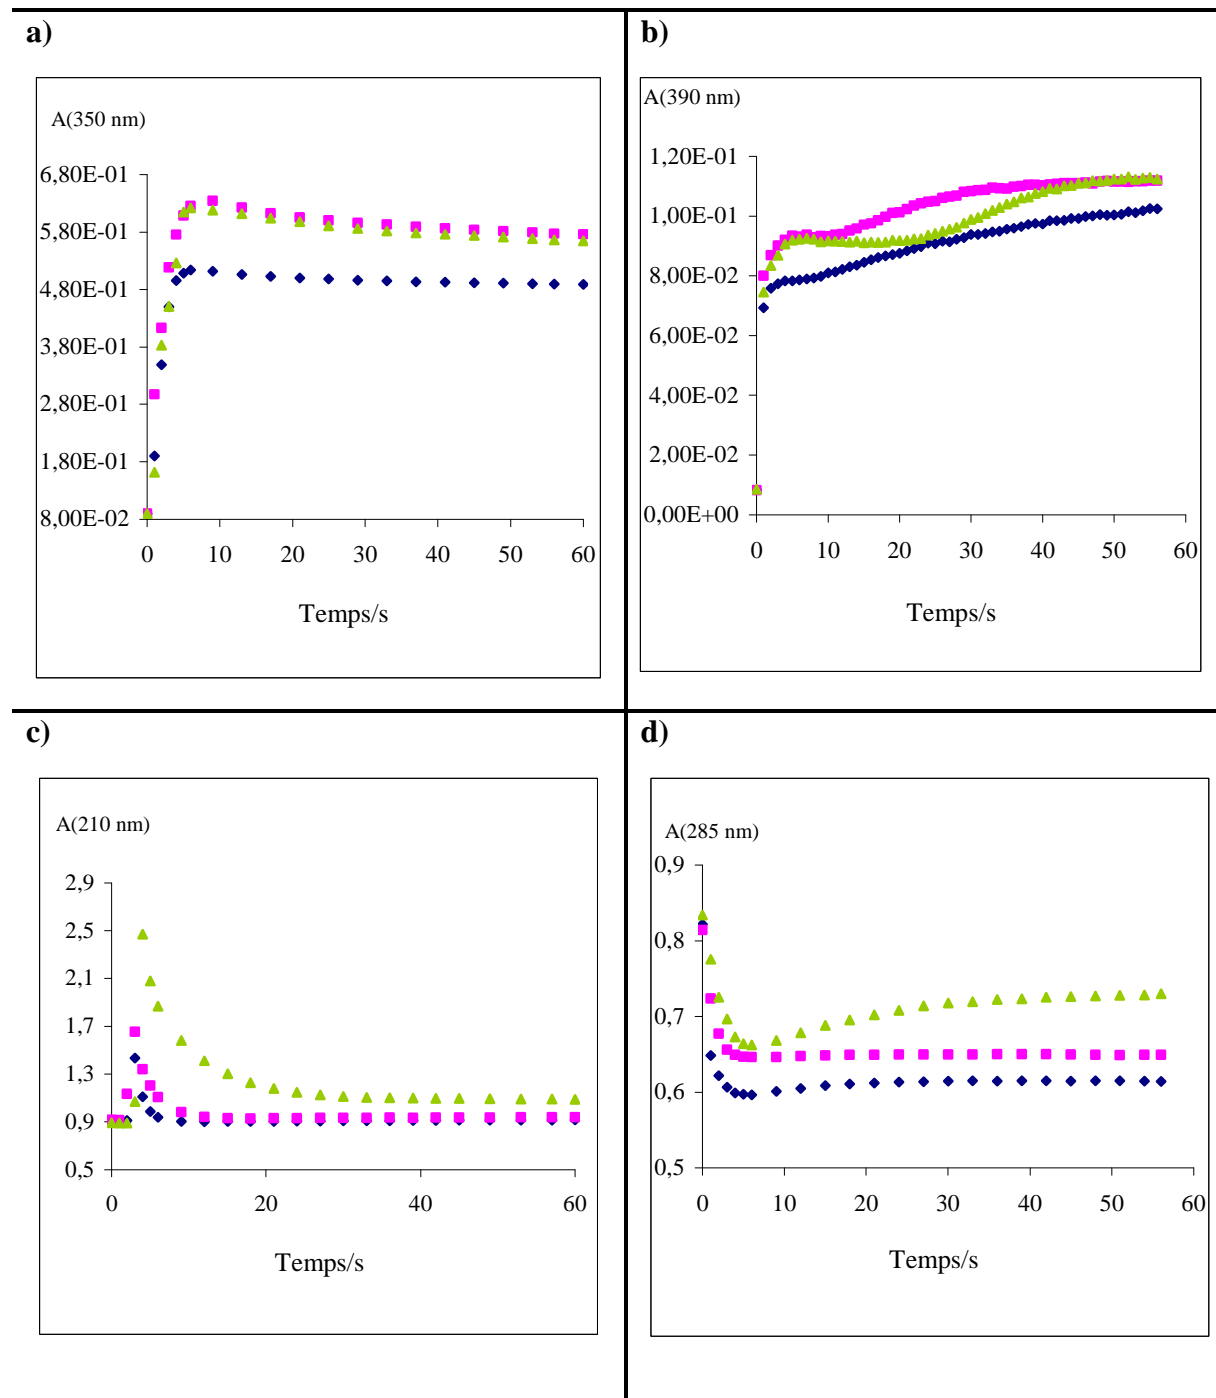 a)
A(350 nm)
6,80E-01
5,80E-01
4,80E-01
3,80E-01
2,80E-01
1,80E-01
8,00E-02
0 10 20 30 40 50 60
Temps/s
b)
A(390 nm)
1,20E-01
1,00E-01
8,00E-02
6,00E-02
4,00E-02
2,00E-02
0,00E+00
0 10 20 30 40 50 60
Temps/s
c)
A(210 nm)
2,9
2,5
2,1
1,7
1,3
0,9
0,5
0 20 40 60
Temps/s
d)
A(285 nm)
0,9
0,8
0,7
0,6
0,5
0 10 20 30 40 50 60
Temps/s